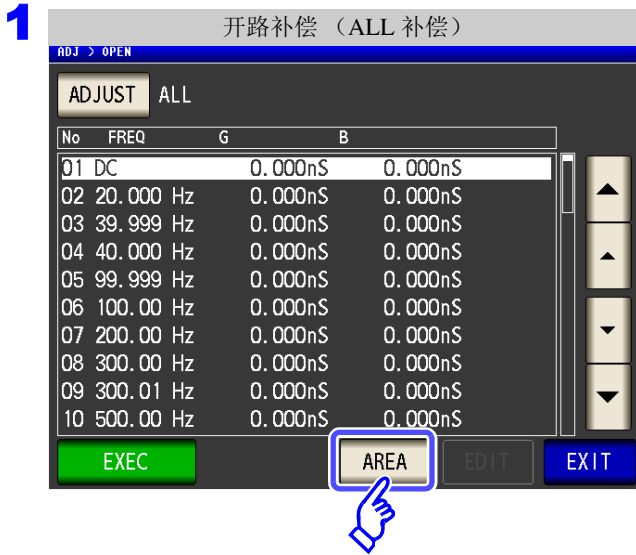 1
开路补偿 （ALL 补偿）
ADJ > OPEN
ADJUST ALL
No FREQ G B
01 DC 0.000nS 0.000nS
02 20.000 Hz 0.000nS 0.000nS
03 39.999 Hz 0.000nS 0.000nS
04 40.000 Hz 0.000nS 0.000nS
05 99.999 Hz 0.000nS 0.000nS
06 100.00 Hz 0.000nS 0.000nS
07 200.00 Hz 0.000nS 0.000nS
08 300.00 Hz 0.000nS 0.000nS
09 300.01 Hz 0.000nS 0.000nS
10 500.00 Hz 0.000nS 0.000nS
EXEC AREA EDIT EXIT